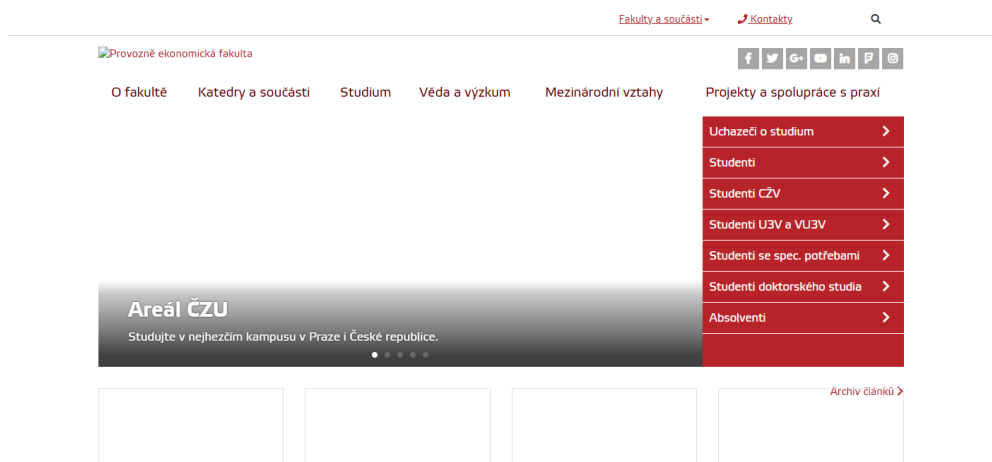 Fakulty a součásti
Kontakty
Provozně ekonomická fakulta
O fakultě Katedry a součásti Studium Věda a výzkum Mezinárodní vztahy Projekty a spolupráce s praxí
Uchazeči o studium
Studenti
Studenti CŽV
Studenti U3V a VU3V
Studenti se spec. potřebami
Studenti doktorského studia
Absolventi
Areál ČZU
Studujte v nejhezčím kampusu v Praze i České republice.
Archiv článků